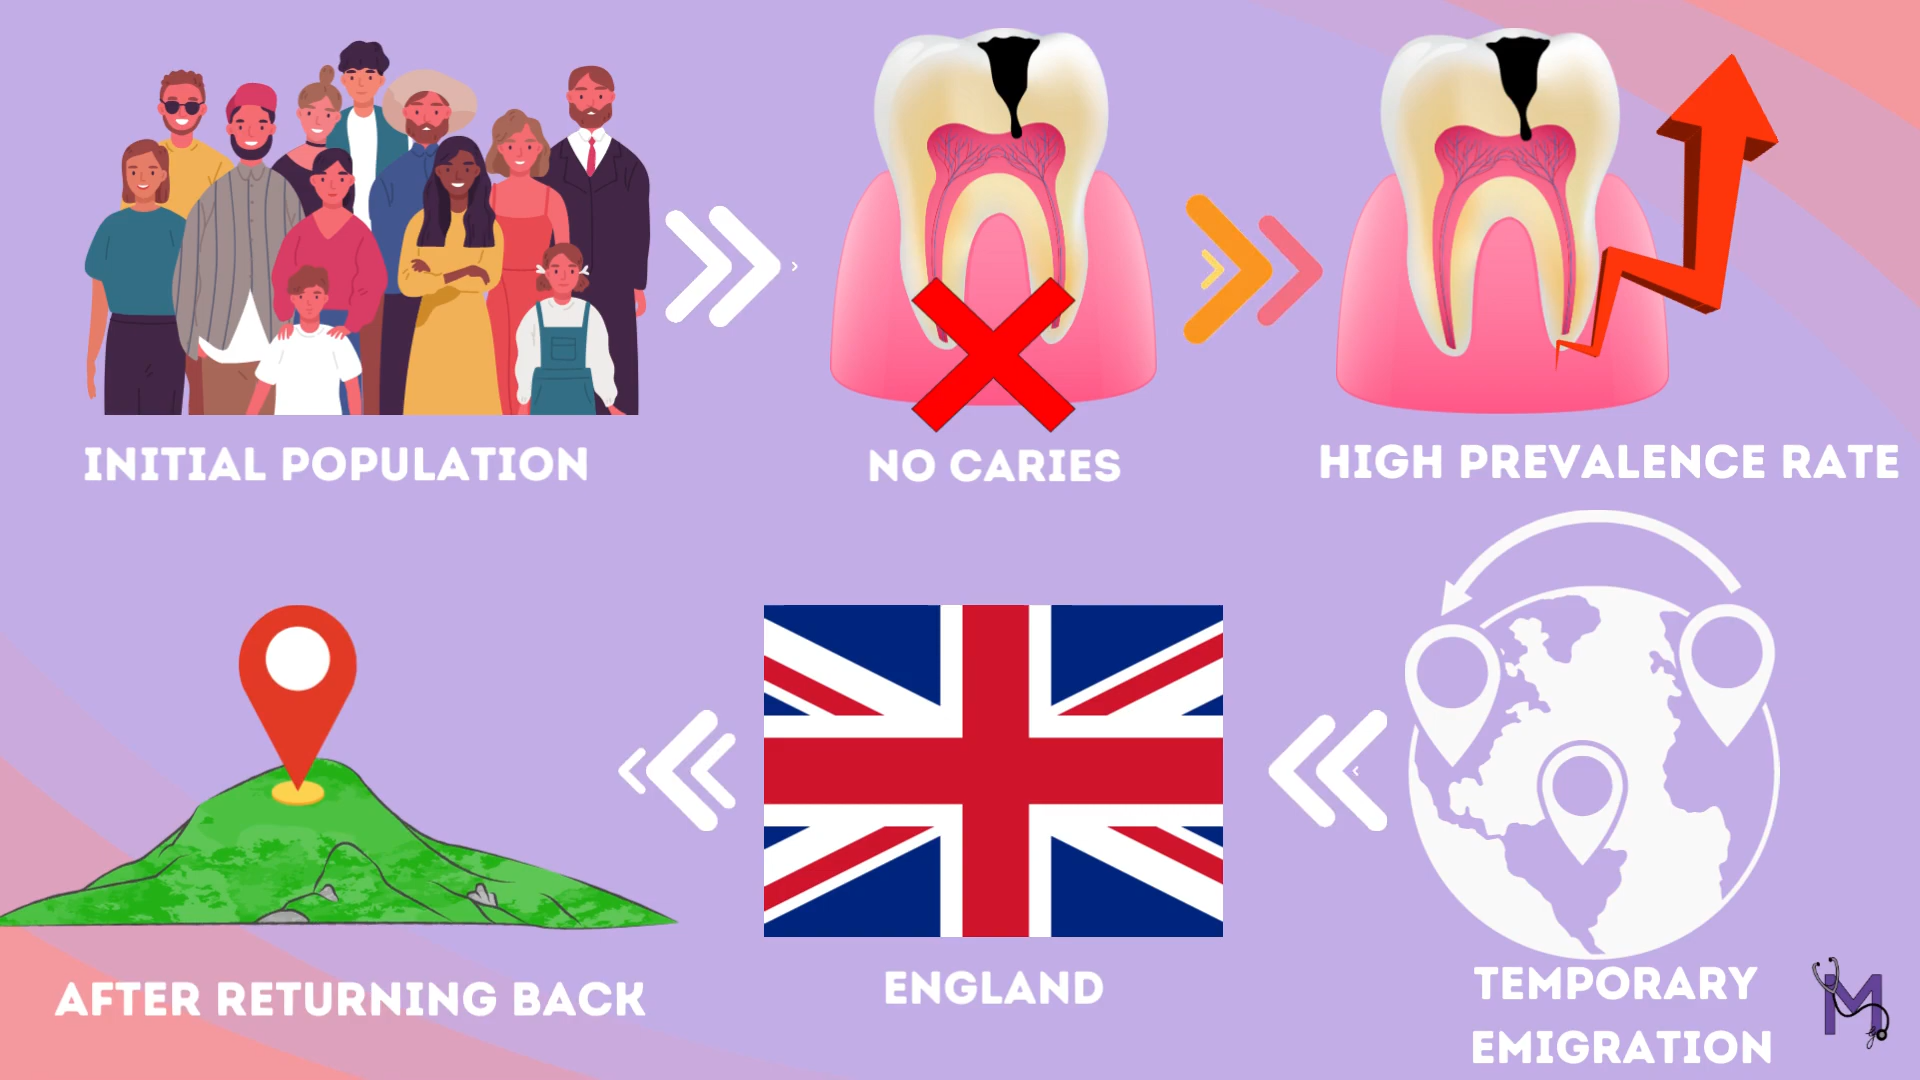 INITIAL POPULATION
NO CARIES
HIGH PREVALENCE RATE
AFTER RETURNING BACK
ENGLAND
TEMPORARY
EMIGRATION
M